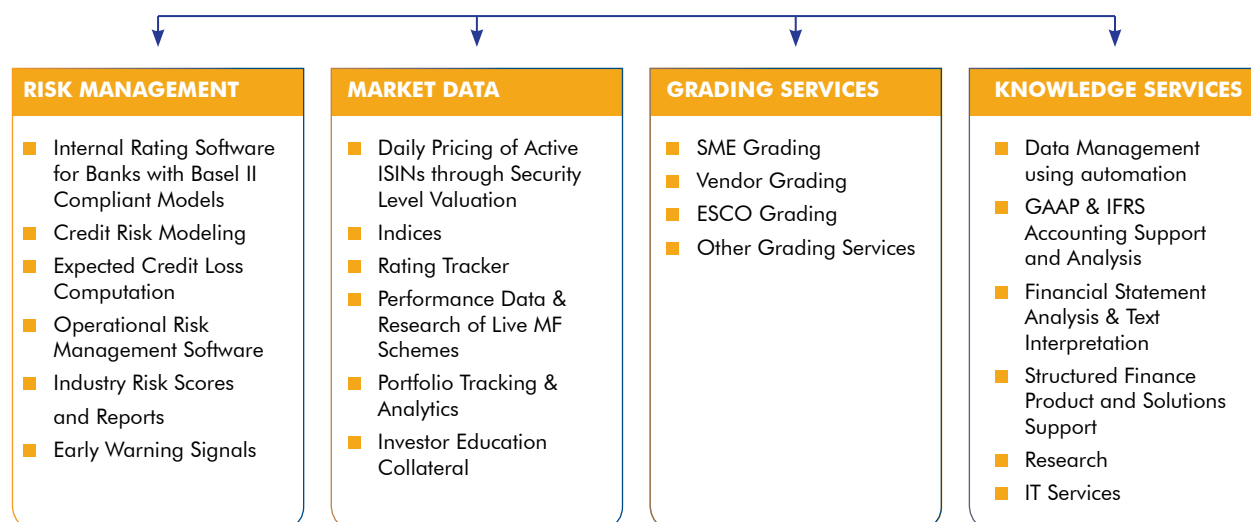 RISK MANAGEMENT
Internal Rating Software
for Banks with Basel II
Compliant Models
Credit Risk Modeling
Expected Credit Loss
Computation
Operational Risk
Management Software
Industry Risk Scores
and Reports
Early Warning Signals
MARKET DATA
Daily Pricing of Active
ISINs through Security
Level Valuation
Indices
Rating Tracker
Performance Data &
Research of Live MF
Schemes
Portfolio Tracking &
Analytics
Investor Education
Collateral
GRADING SERVICES
SME Grading
Vendor Grading
ESCO Grading
Other Grading Services
KNOWLEDGE SERVICES
Data Management
using automation
GAAP & IFRS
Accounting Support
and Analysis
Financial Statement
Analysis & Text
Interpretation
Structured Finance
Product and Solutions
Support
Research
IT Services